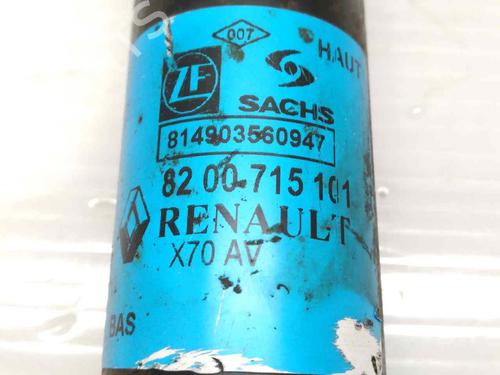 007
HAUT
ZF
SACHS
814903560947
82 00 715 101
RENAULT
X70 AV
BAS